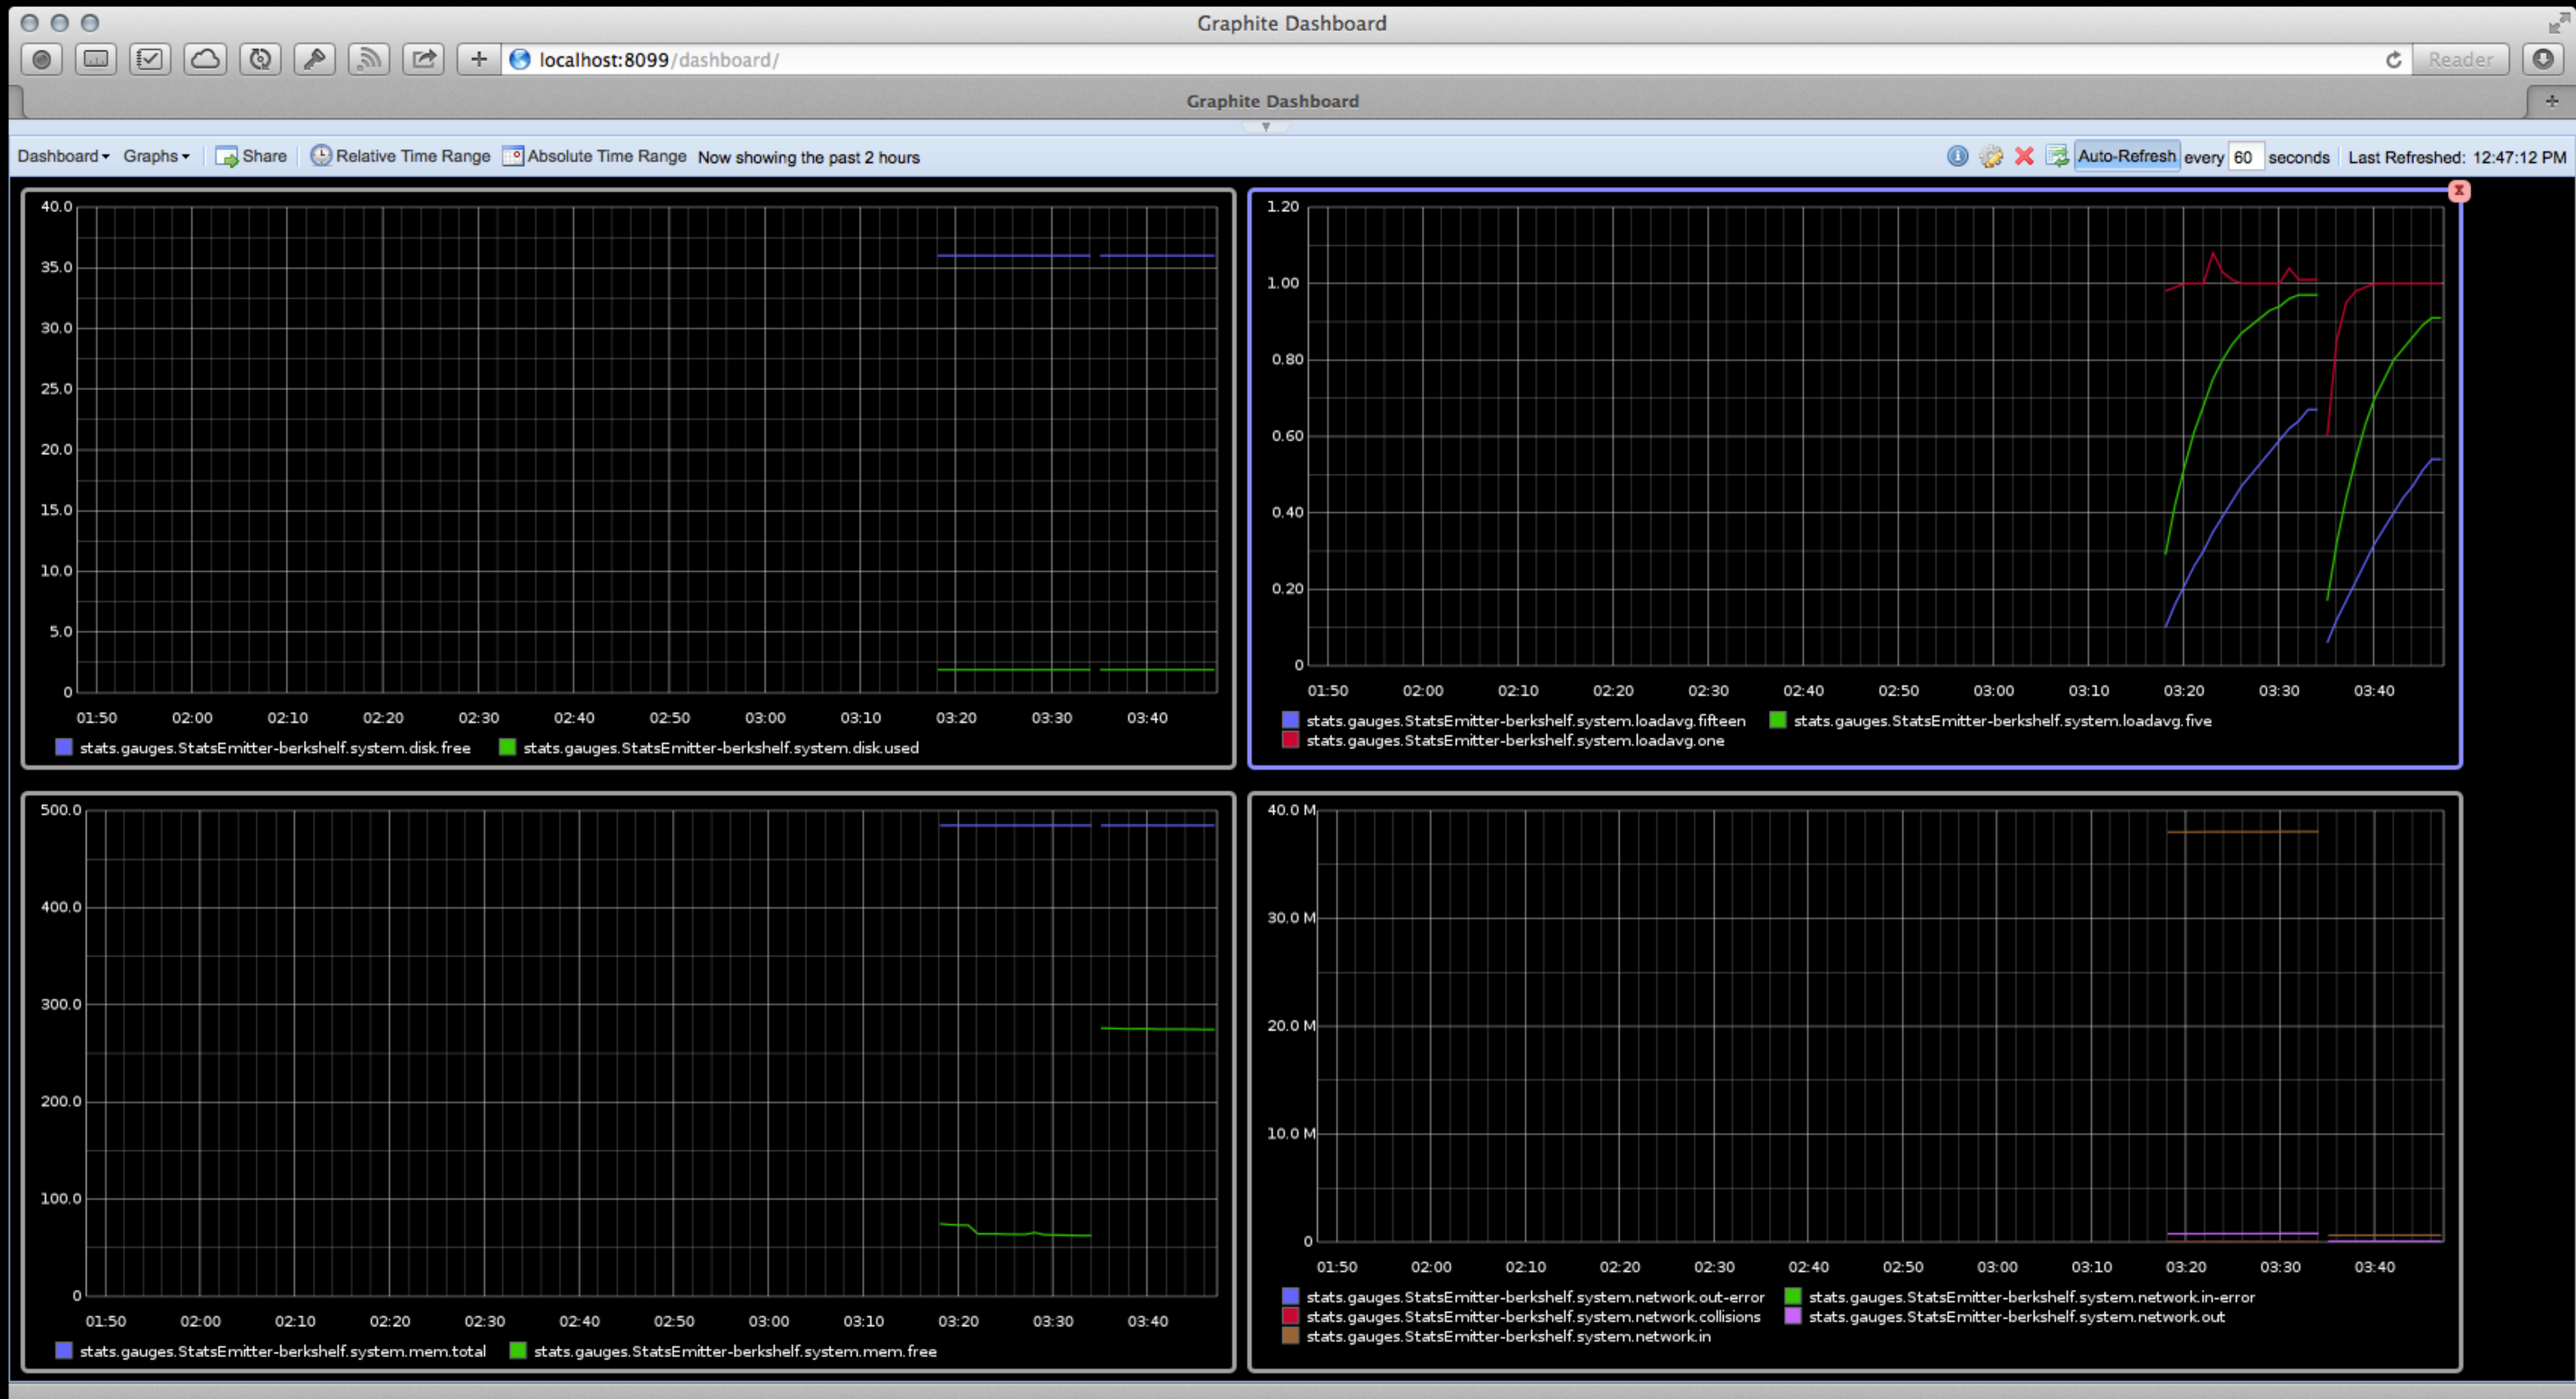 Graphite Dashboard
localhost:8099/dashboard/
Reader
Graphite Dashboard
Dashboard Graphs Share Relative Time Range Absolute Time Range Now showing the past 2 hours Auto-Refresh every 60 seconds Last Refreshed: 12:47:12 PM
40.0
35.0
30.0
25.0
20.0
15.0
10.0
5.0
0
01:50 02:00 02:10 02:20 02:30 02:40 02:50 03:00 03:10 03:20 03:30 03:40
stats.gauges.StatsEmitter-berkshelf.system.disk.free stats.gauges.StatsEmitter-berkshelf.system.disk.used
X
1.20
1.00
0.80
0.60
0.40
0.20
0
01:50 02:00 02:10 02:20 02:30 02:40 02:50 03:00 03:10 03:20 03:30 03:40
stats.gauges.StatsEmitter-berkshelf.system.loadavg.fifteen stats.gauges.StatsEmitter-berkshelf.system.loadavg.five
stats.gauges.StatsEmitter-berkshelf.system.loadavg.one
500.0
400.0
300.0
200.0
100.0
0
01:50 02:00 02:10 02:20 02:30 02:40 02:50 03:00 03:10 03:20 03:30 03:40
stats.gauges.StatsEmitter-berkshelf.system.mem.total stats.gauges.StatsEmitter-berkshelf.system.mem.free
40.0 M
30.0 M
20.0 M
10.0 M
0
01:50 02:00 02:10 02:20 02:30 02:40 02:50 03:00 03:10 03:20 03:30 03:40
stats.gauges.StatsEmitter-berkshelf.system.network.out-error stats.gauges.StatsEmitter-berkshelf.system.network.in-error
stats.gauges.StatsEmitter-berkshelf.system.network.collisions stats.gauges.StatsEmitter-berkshelf.system.network.out
stats.gauges.StatsEmitter-berkshelf.system.network.in